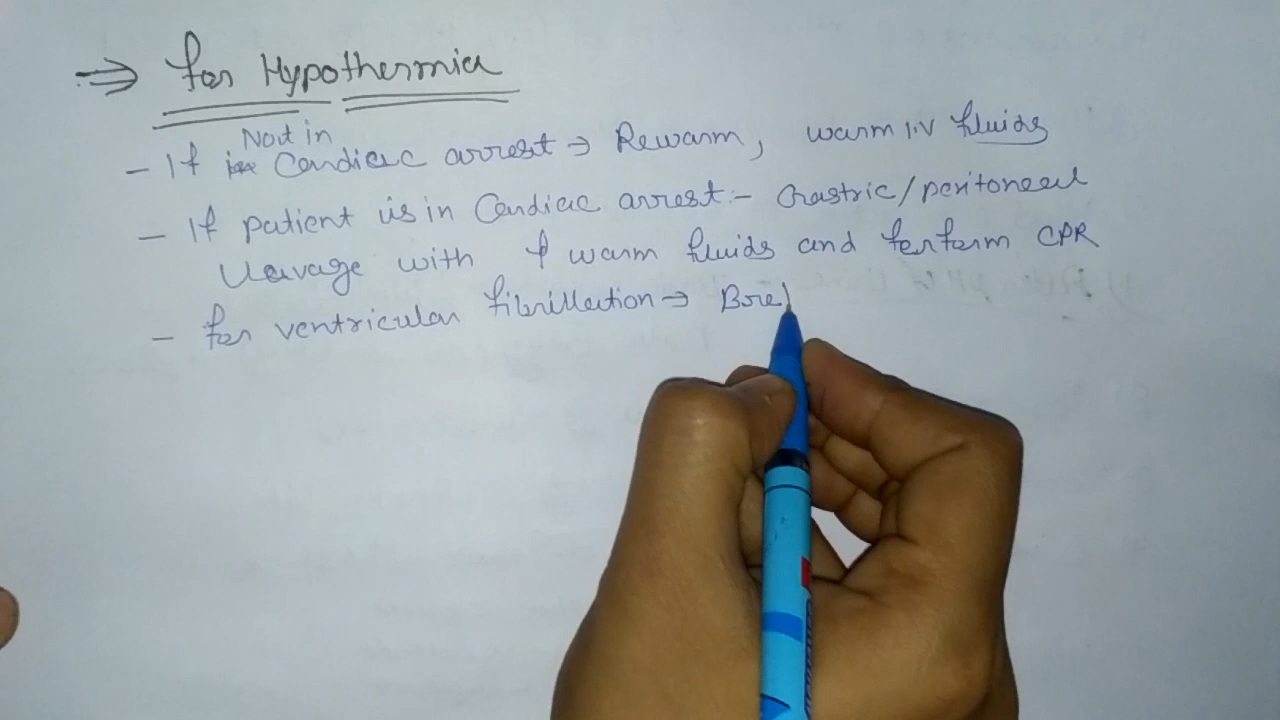 ⇒ for Hypothermia
Not in
- If Cardiac arrest → Rewarm, warm I.V fluids
- If patient is in Cardiac arrest:- Gastric/peritoneal
Lavage with warm fluids and Perform CPR
- for ventricular fibrillation → Bre